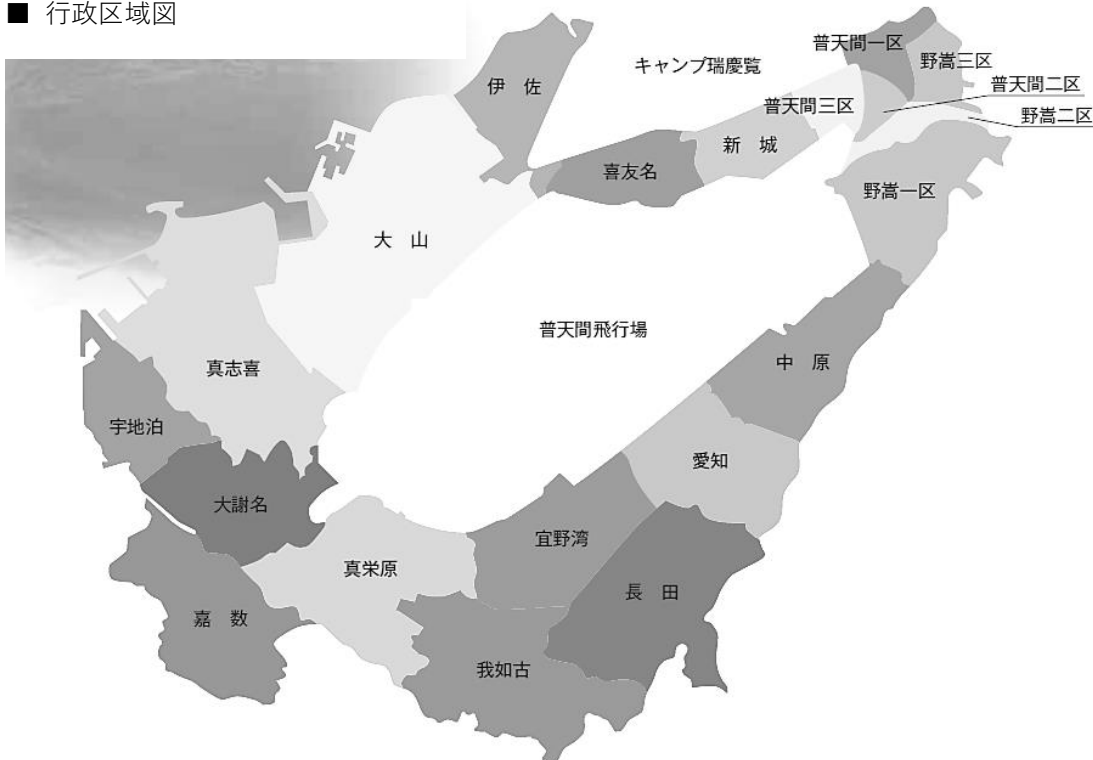 ■ 行政区域図
普天間一区
伊 佐
キャンプ瑞慶覧
野嵩三区
普天間二区
普天間三区
野嵩二区
新 城
喜友名
野嵩一区
大 山
普天間飛行場
中 原
真志喜
宇地泊
愛知
大謝名
宜野湾
真栄原
長 田
嘉 数
我如古